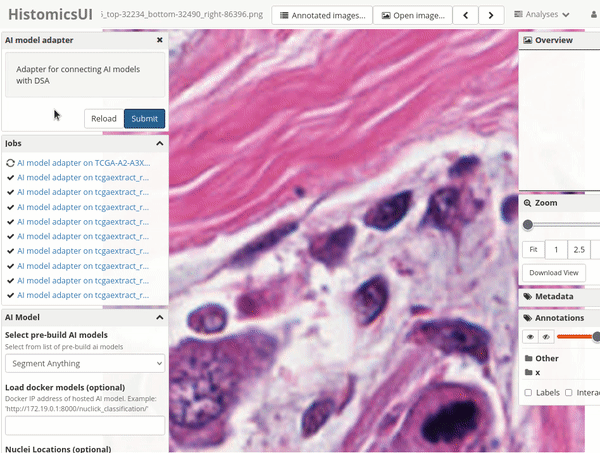 HistomicsUI
_top-32234_bottom-32490_right-86396.png
Annotated images...
Open image...
Analyses
AI model adapter
Adapter for connecting AI models
with DSA
Reload
Submit
Jobs
AI model adapter on TCGA-A2-A3X...
AI model adapter on tcgaextract_r...
AI model adapter on tcgaextract_r...
AI model adapter on tcgaextract_r...
AI model adapter on tcgaextract_r...
AI model adapter on tcgaextract_r...
AI model adapter on tcgaextract_r...
AI model adapter on tcgaextract_r...
AI model adapter on tcgaextract_r...
AI model adapter on tcgaextract_r...
AI Model
Select pre-build AI models
Select from list of pre-build ai models
Segment Anything
Load docker models (optional)
Docker IP address of hosted AI model. Example:
'http://172.19.0.1:8000/nuclick_classification/'
Nuclei Locations (optional)
Overview
Zoom
Fit
1
2.5
Download View
Metadata
Annotations
Other
x
Labels
Interac